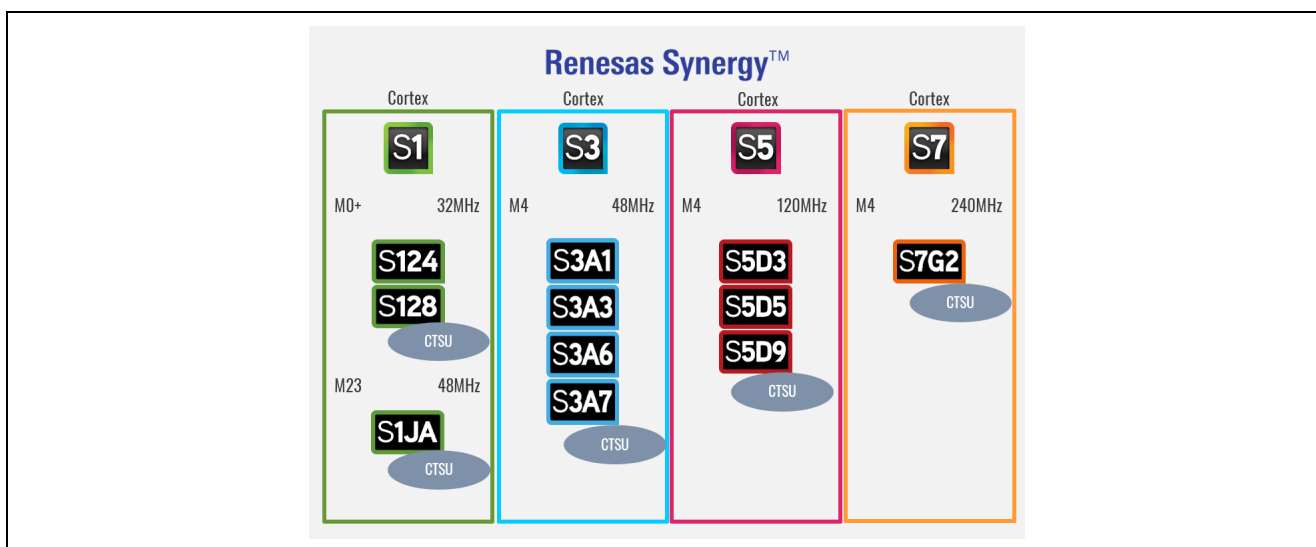 Renesas Synergy™
Cortex
S1
M0+ 32MHz
S124
S128
CTSU
M23 48MHz
S1JA
CTSU
Cortex
S3
M4 48MHz
S3A1
S3A3
S3A6
S3A7
CTSU
Cortex
S5
M4 120MHz
S5D3
S5D5
S5D9
CTSU
Cortex
S7
M4 240MHz
S7G2
CTSU